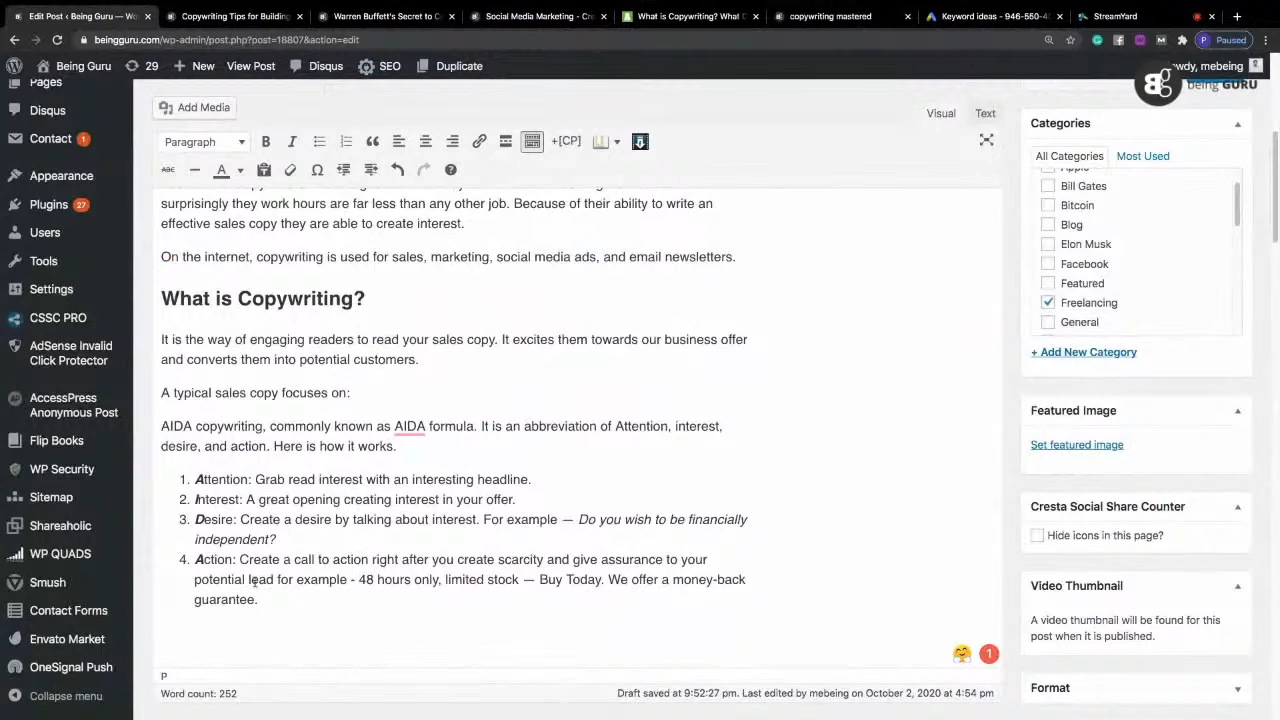 Being Guru — Wo
Copywriting Tips for Building
Warren Buffett's Secret to C
Social Media Marketing - Cre
What is Copywriting? What D
copywriting mastered
Keyword ideas - 946-550-4
StreamYard
beingguru.com/wp-admin/post.php?post=18807&action=edit
Paused
Being Guru
29
New
View Post
Disqus
SEO
Duplicate
mebeing
being GURU
Pages
Disqus
Contact 1
Appearance
Plugins 27
Users
Tools
Settings
CSSC PRO
AdSense Invalid
Click Protector
AccessPress
Anonymous Post
Flip Books
WP Security
Sitemap
Shareaholic
WP QUADS
Smush
Contact Forms
Envato Market
OneSignal Push
Collapse menu
Add Media
Visual
Text
Paragraph
B
I
+[CP]
ABC
A
surprisingly they work hours are far less than any other job. Because of their ability to write an
effective sales copy they are able to create interest.
On the internet, copywriting is used for sales, marketing, social media ads, and email newsletters.
What is Copywriting?
It is the way of engaging readers to read your sales copy. It excites them towards our business offer
and converts them into potential customers.
A typical sales copy focuses on:
AIDA copywriting, commonly known as AIDA formula. It is an abbreviation of Attention, interest,
desire, and action. Here is how it works.
1. Attention: Grab read interest with an interesting headline.
2. Interest: A great opening creating interest in your offer.
3. Desire: Create a desire by talking about interest. For example — Do you wish to be financially
independent?
4. Action: Create a call to action right after you create scarcity and give assurance to your
potential lead for example - 48 hours only, limited stock — Buy Today. We offer a money-back
guarantee.
1
p
Word count: 252
Draft saved at 9:52:27 pm. Last edited by mebeing on October 2, 2020 at 4:54 pm
Categories
All Categories
Most Used
Apple
Bill Gates
Bitcoin
Blog
Elon Musk
Facebook
Featured
Freelancing
General
+ Add New Category
Featured Image
Set featured image
Cresta Social Share Counter
Hide icons in this page?
Video Thumbnail
A video thumbnail will be found for this
post when it is published.
Format